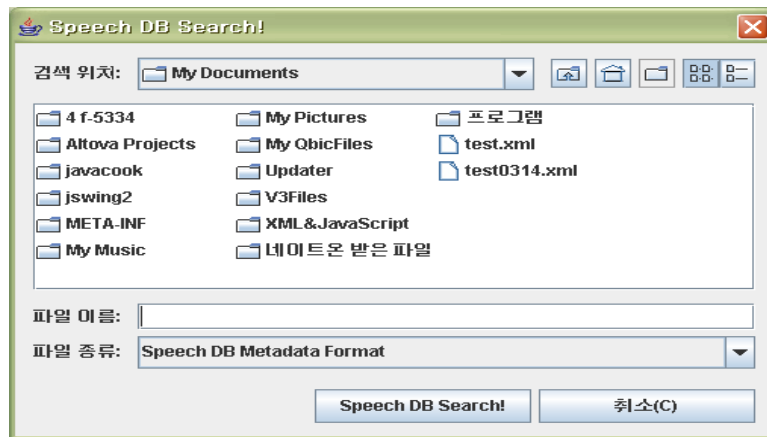 Speech DB Search!
검색 위치: My Documents
4 f-5334 My Pictures 프로그램
Altova Projects My QbicFiles test.xml
javacook Updater test0314.xml
jswing2 V3Files
META-INF XML&JavaScript
My Music 네이트온 받은 파일
파일 이름:
파일 종류: Speech DB Metadata Format
Speech DB Search! 취소(C)